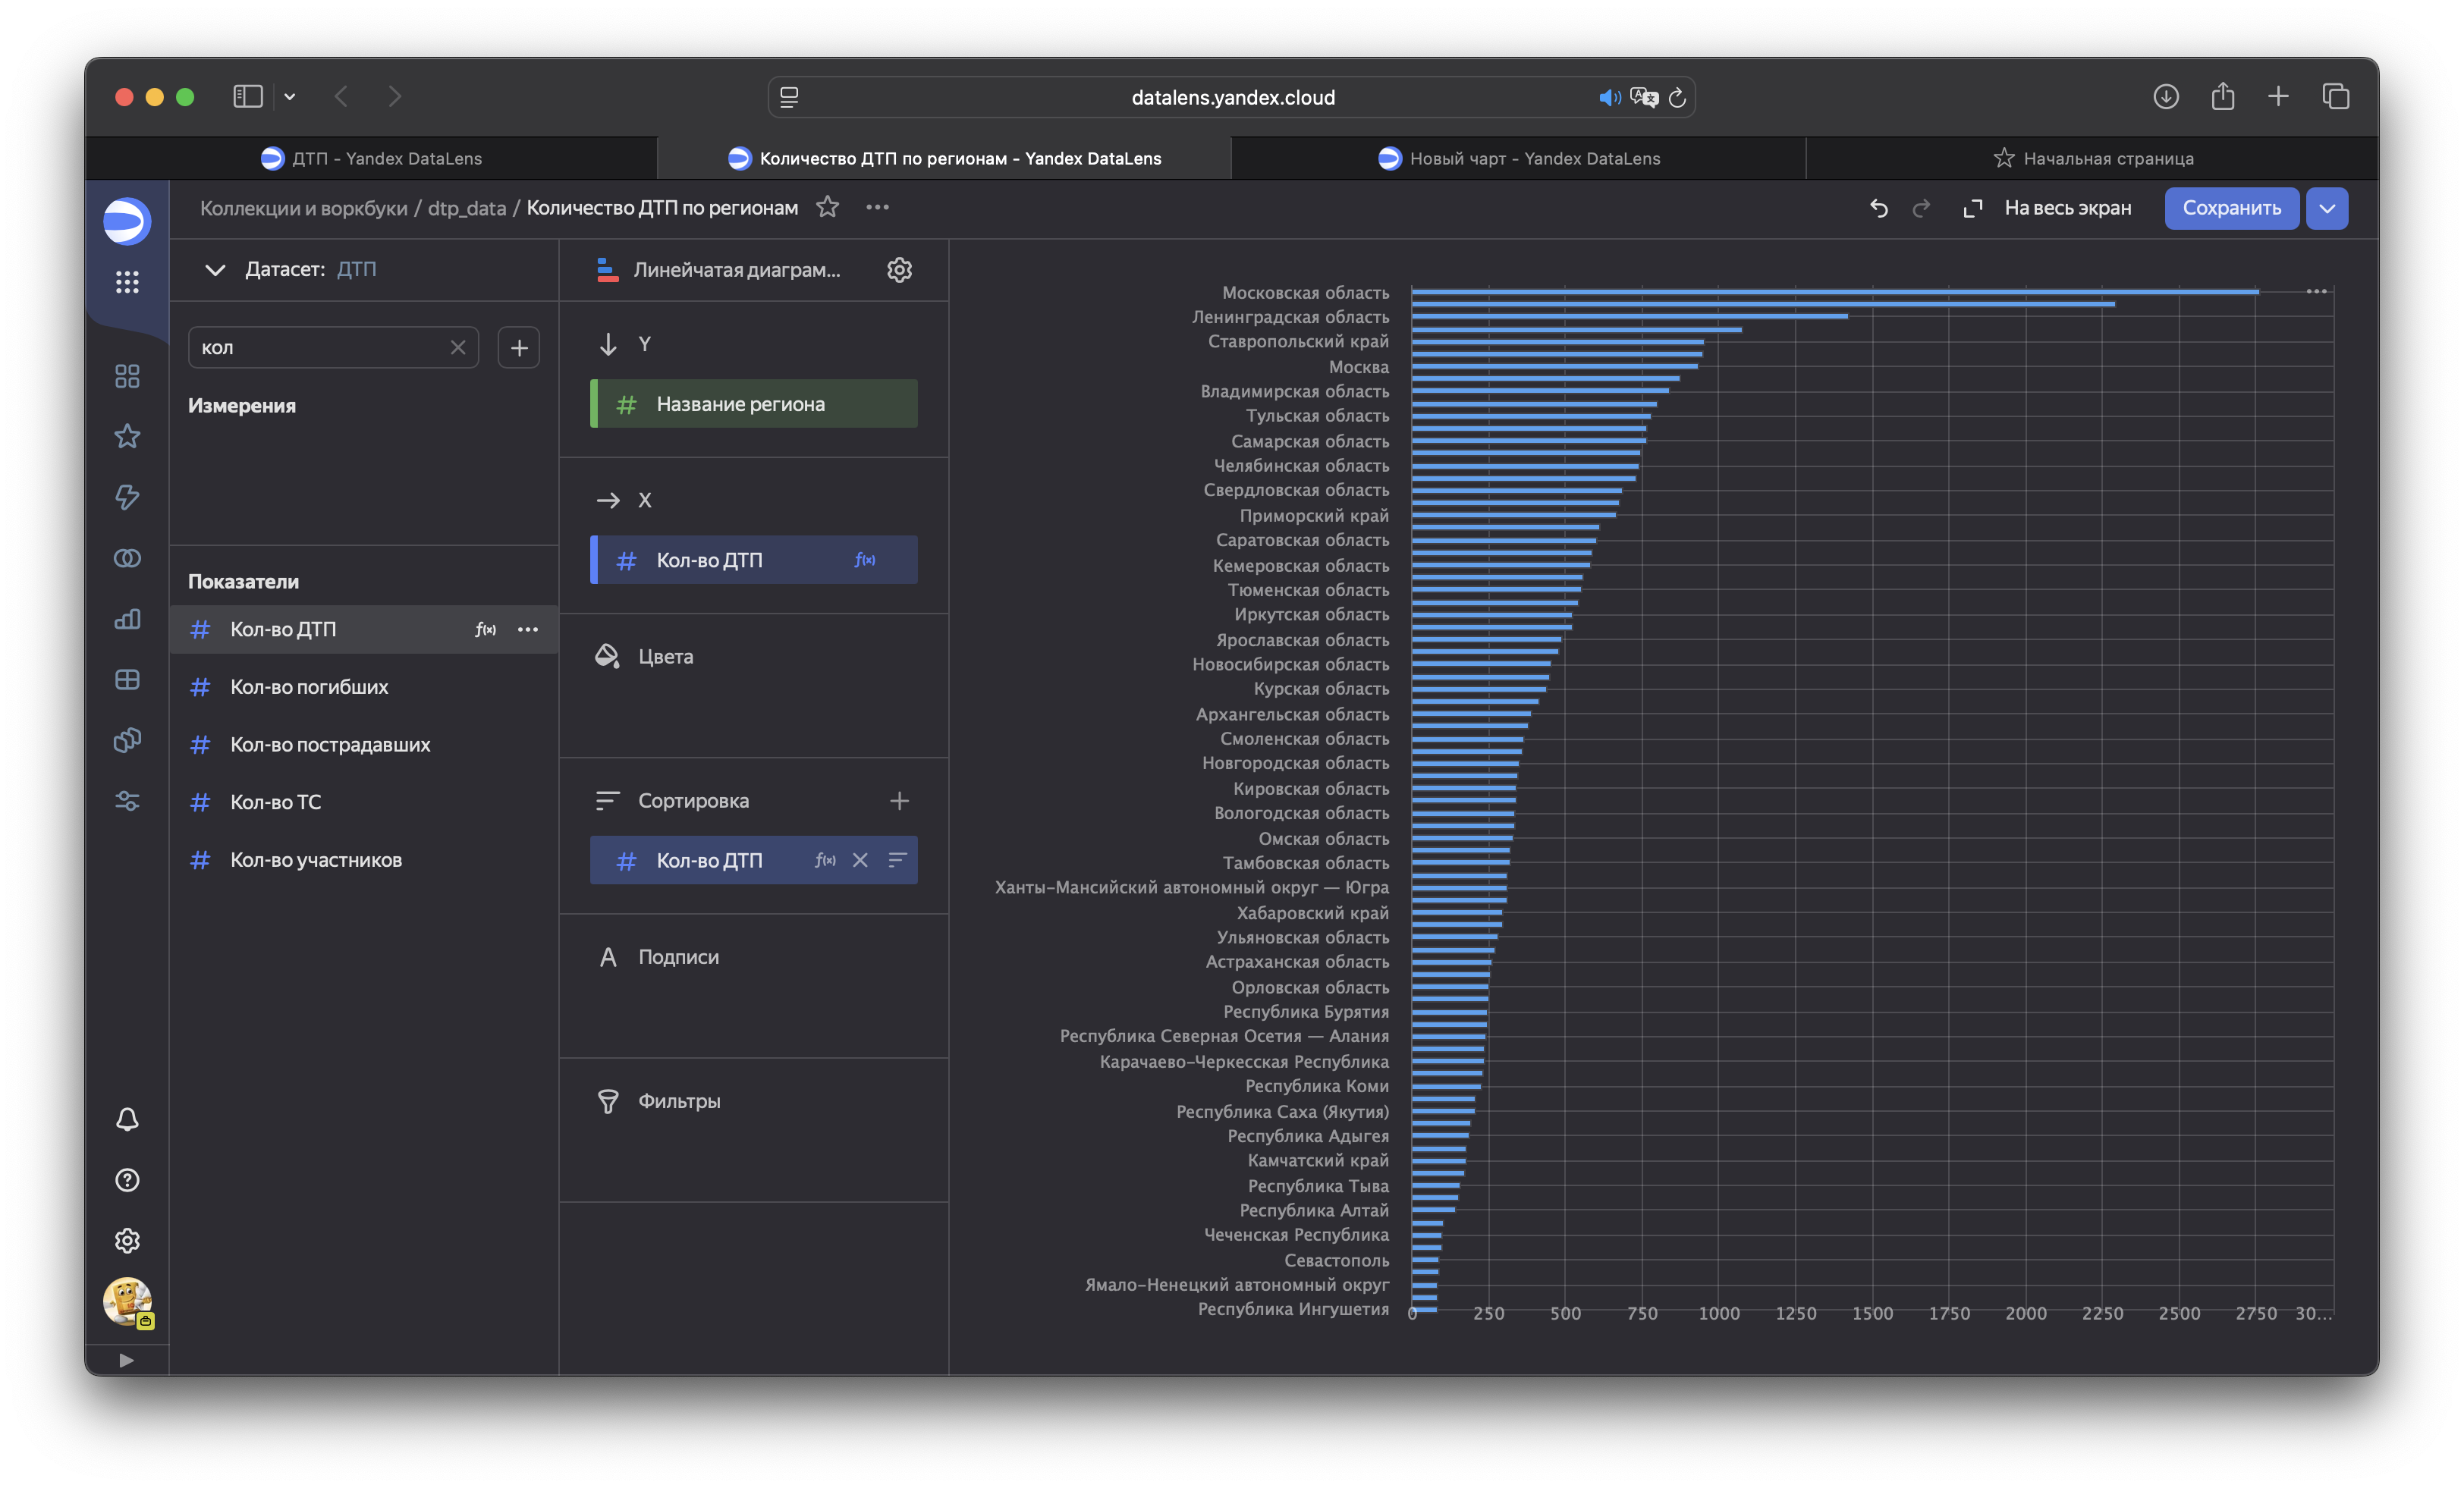 datalens.yandex.cloud
ДТП - Yandex DataLens
Количество ДТП по регионам - Yandex DataLens
Новый чарт - Yandex DataLens
Начальная страница
Коллекции и воркбуки / dtp_data / Количество ДТП по регионам
На весь экран
Сохранить
Датасет: ДТП
кол
Измерения
Показатели
# Кол-во ДТП f(x)
# Кол-во погибших
# Кол-во пострадавших
# Кол-во ТС
# Кол-во участников
Линейчатая диаграм...
Y
# Название региона
X
# Кол-во ДТП f(x)
Цвета
Сортировка
# Кол-во ДТП f(x)
Подписи
Фильтры
Московская область
Ленинградская область
Ставропольский край
Москва
Владимирская область
Тульская область
Самарская область
Челябинская область
Свердловская область
Приморский край
Саратовская область
Кемеровская область
Тюменская область
Иркутская область
Ярославская область
Новосибирская область
Курская область
Архангельская область
Смоленская область
Новгородская область
Кировская область
Вологодская область
Омская область
Тамбовская область
Ханты-Мансийский автономный округ — Югра
Хабаровский край
Ульяновская область
Астраханская область
Орловская область
Республика Бурятия
Республика Северная Осетия — Алания
Карачаево-Черкесская Республика
Республика Коми
Республика Саха (Якутия)
Республика Адыгея
Камчатский край
Республика Тыва
Республика Алтай
Чеченская Республика
Севастополь
Ямало-Ненецкий автономный округ
Республика Ингушетия
0 250 500 750 1000 1250 1500 1750 2000 2250 2500 2750 30...